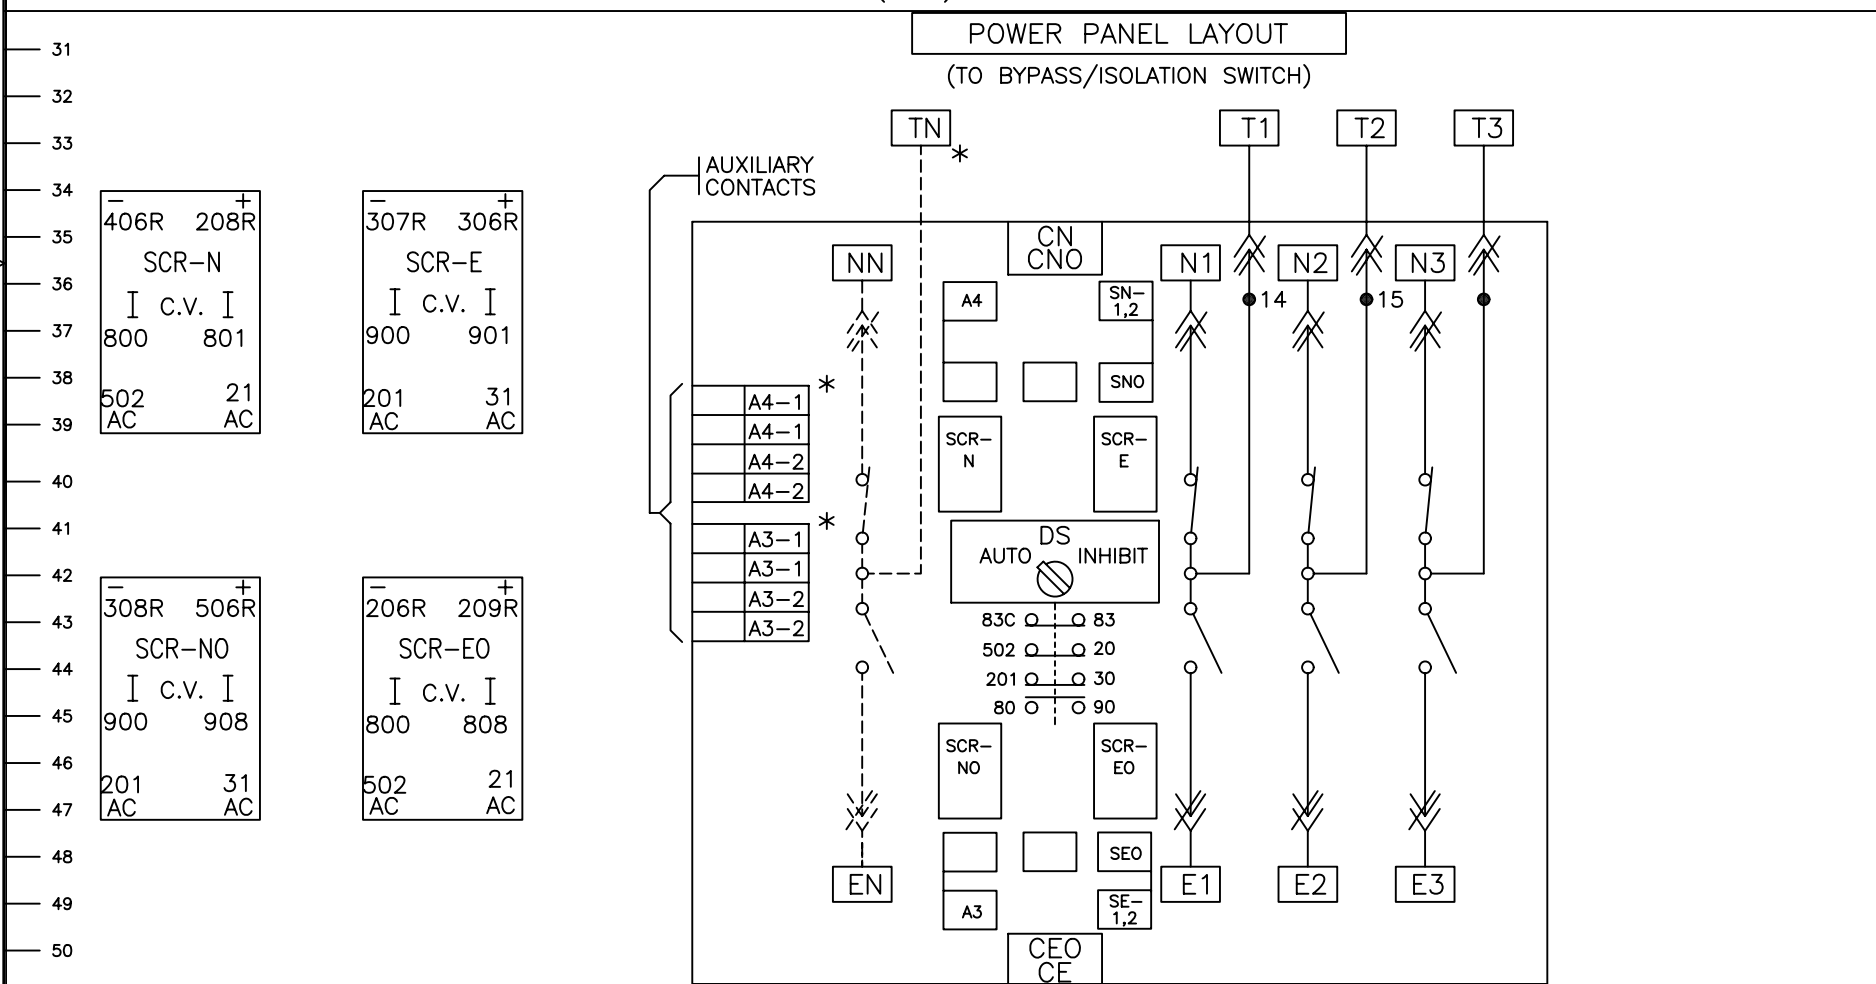 POWER PANEL LAYOUT
(TO BYPASS/ISOLATION SWITCH)
31
32
33
34
35
36
37
38
39
40
41
42
43
44
45
46
47
48
49
50
- +
406R 208R
SCR-N
I C.V. I
800 801
502 21
AC AC
- +
307R 306R
SCR-E
I C.V. I
900 901
201 31
AC AC
- +
308R 506R
SCR-NO
I C.V. I
900 908
201 31
AC AC
- +
206R 209R
SCR-EO
I C.V. I
800 808
502 21
AC AC
AUXILIARY
CONTACTS
TN
*
T1
T2
T3
CN
CNO
NN
N1
N2
N3
14
15
A4
SN-
1,2
SNO
*
A4-1
A4-1
A4-2
A4-2
*
A3-1
A3-1
A3-2
A3-2
SCR-
N
SCR-
E
DS
AUTO INHIBIT
83C 83
502 20
201 30
80 90
SCR-
NO
SCR-
EO
SEO
A3
SE-
1,2
EN
E1
E2
E3
CEO
CE